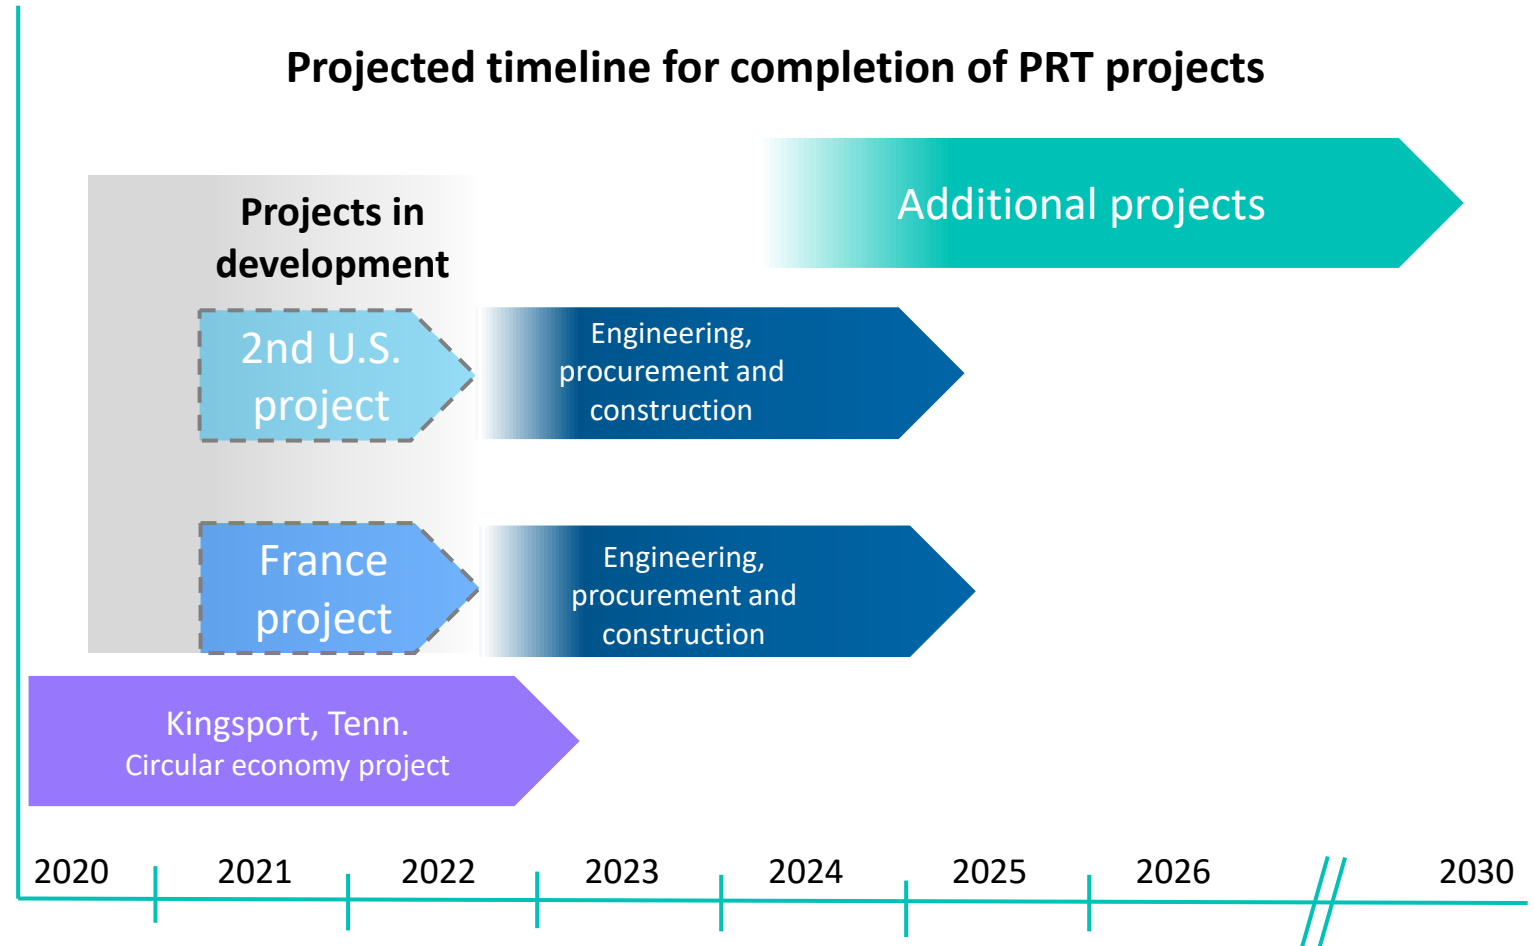 Projected timeline for completion of PRT projects
Additional projects
Projects in
development
2nd U.S.
project
Engineering,
procurement and
construction
France
project
Engineering,
procurement and
construction
Kingsport, Tenn.
Circular economy project
2020 2021 2022 2023 2024 2025 2026 2030